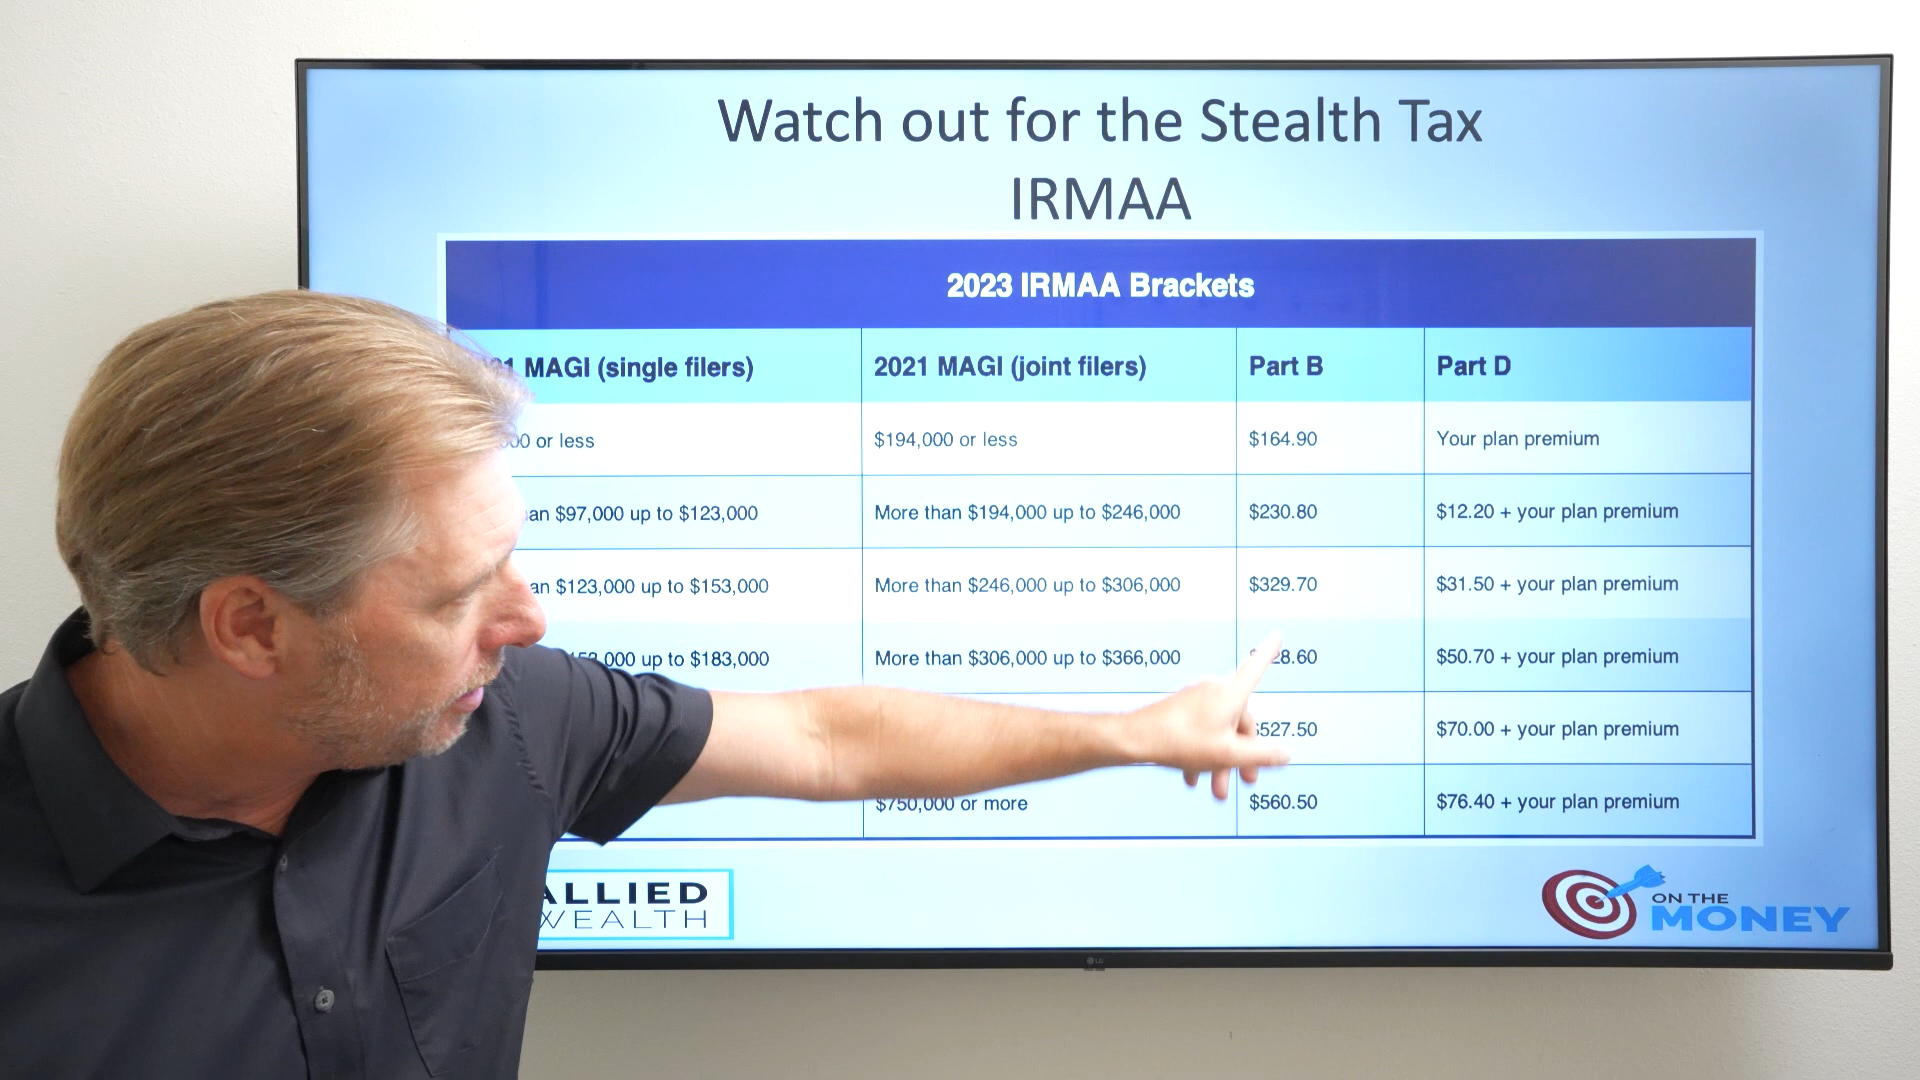 Watch out for the Stealth Tax
IRMAA
2023 IRMAA Brackets
MAGI (single filers) 2021 MAGI (joint filers) Part B Part D
or less $194,000 or less $164.90 Your plan premium
$97,000 up to $123,000 More than $194,000 up to $246,000 $230.80 $12.20 + your plan premium
$123,000 up to $153,000 More than $246,000 up to $306,000 $329.70 $31.50 + your plan premium
up to $183,000 More than $306,000 up to $366,000 $50.70 + your plan premium
$527.50 $70.00 + your plan premium
$750,000 or more $560.50 $76.40 + your plan premium
ALLIED
WEALTH
ON THE
MONEY
LG